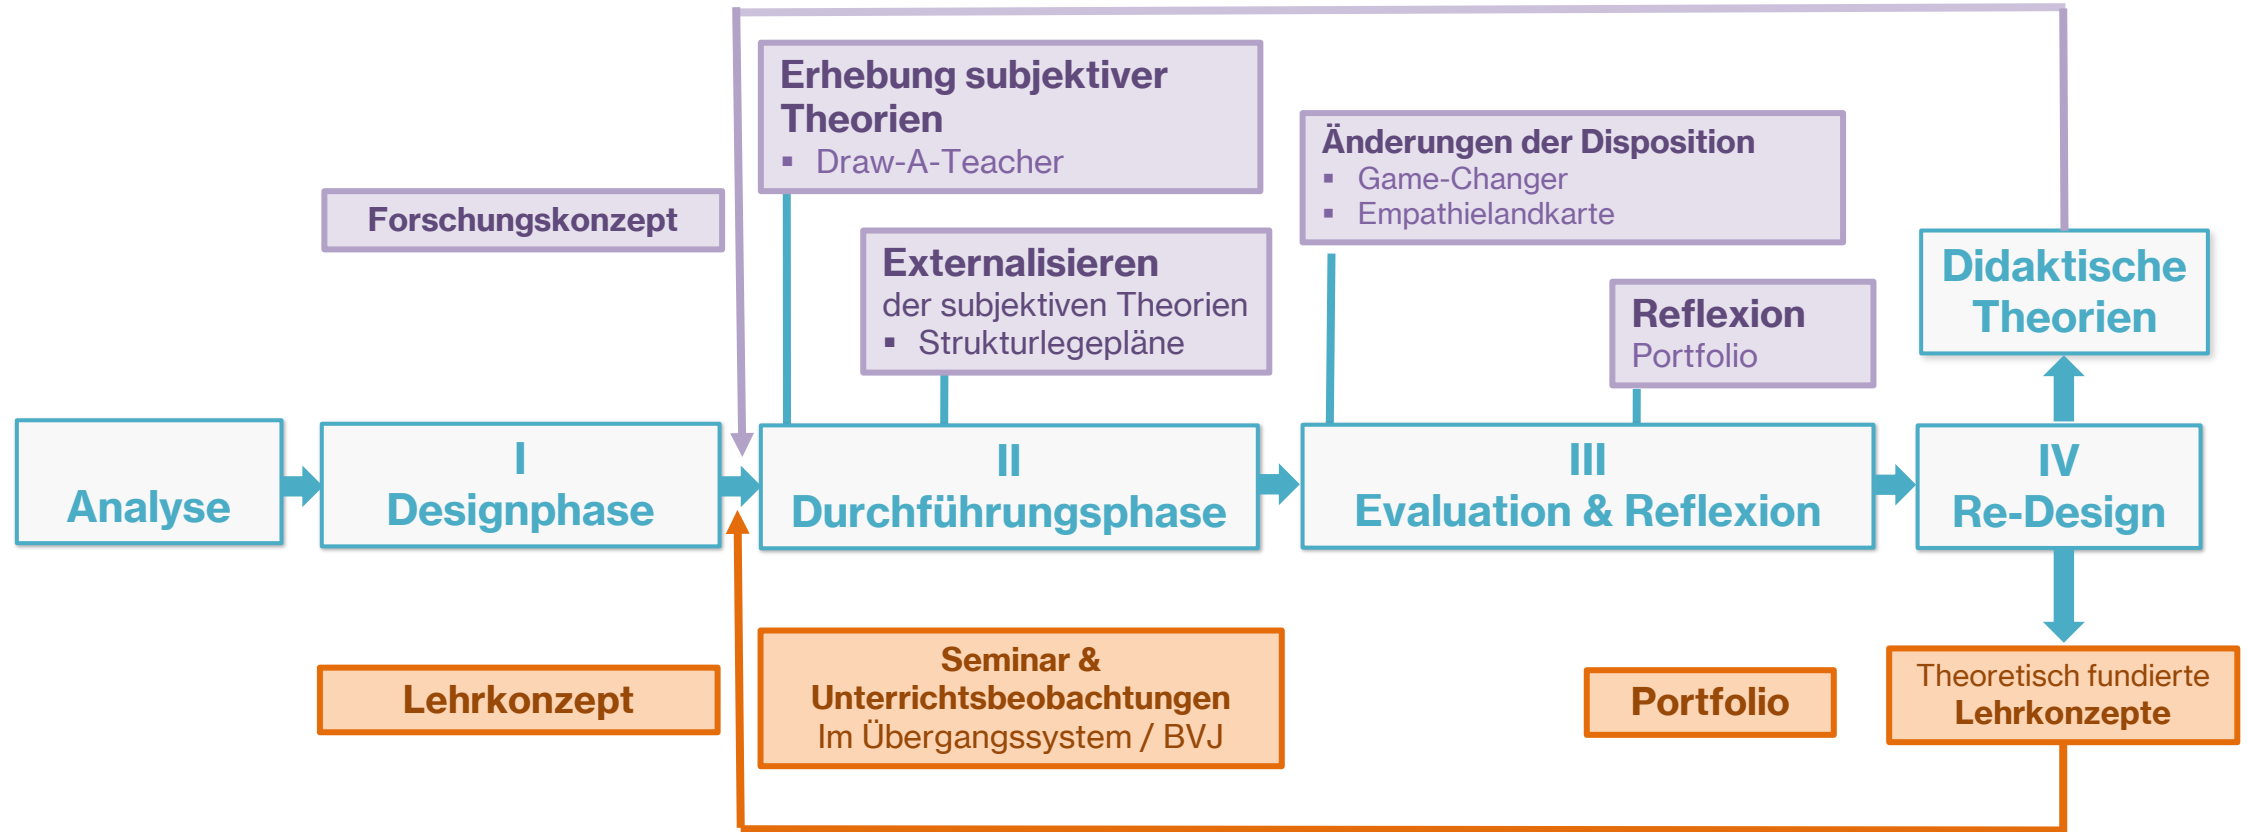 Erhebung subjektiver
Theorien
▪ Draw-A-Teacher
Änderungen der Disposition
▪ Game-Changer
▪ Empathielandkarte
Forschungskonzept
Externalisieren
der subjektiven Theorien
▪ Strukturlegepläne
Reflexion
Portfolio
Didaktische
Theorien
Analyse
I
Designphase
II
Durchführungsphase
III
Evaluation & Reflexion
IV
Re-Design
Lehrkonzept
Seminar &
Unterrichtsbeobachtungen
Im Übergangssystem / BVJ
Portfolio
Theoretisch fundierte
Lehrkonzepte